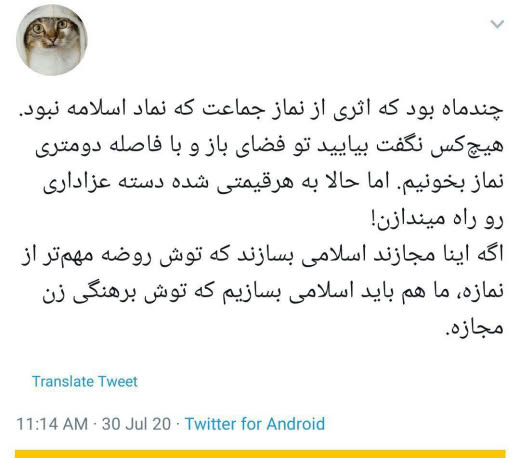 چندماه بود که اثری از نماز جماعت که نماد اسلامه نبود.
هیچ‌کس نگفت بیایید تو فضای باز و با فاصله دومتری
نماز بخونیم. اما حالا به هرقیمتی شده دسته عزاداری
رو راه میندازن!
اگه اینا مجازند اسلامی بسازند که توش روضه مهم‌تر از
نمازه، ما هم باید اسلامی بسازیم که توش برهنگی زن
مجازه.
Translate Tweet
11:14 AM · 30 Jul 20 · Twitter for Android